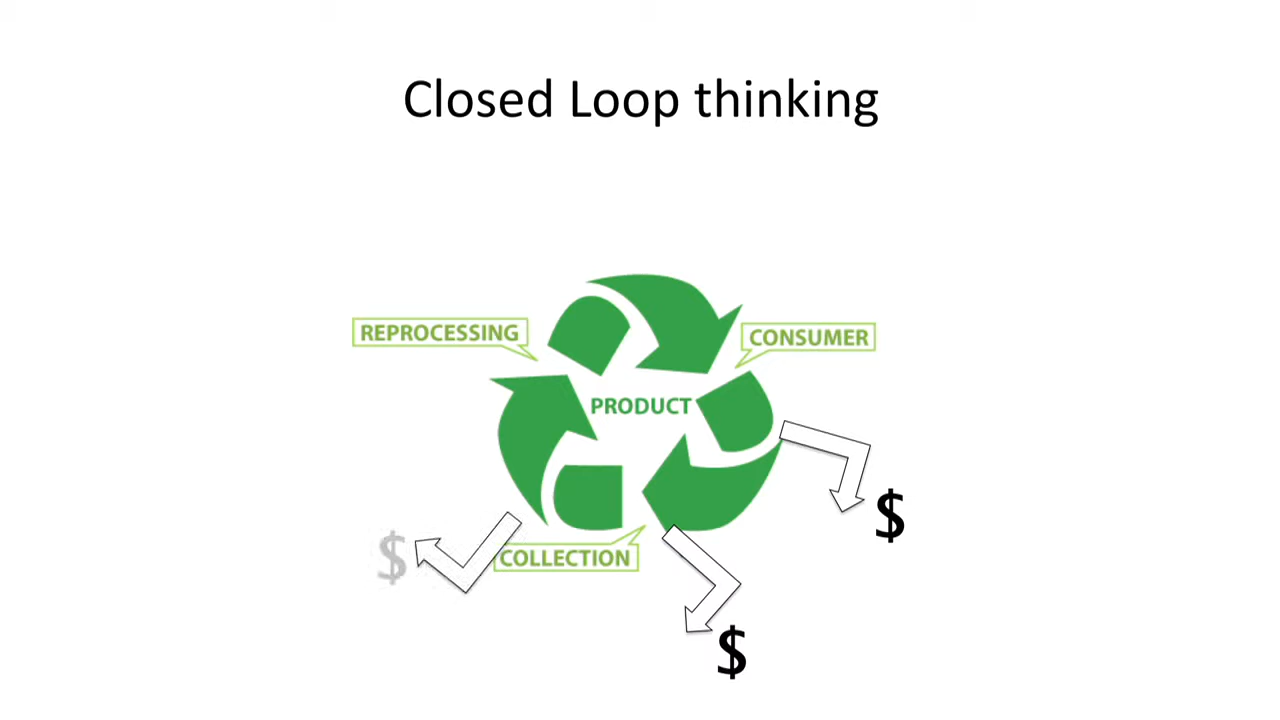 Closed Loop thinking
REPROCESSING
CONSUMER
PRODUCT
$
$
COLLECTION
$